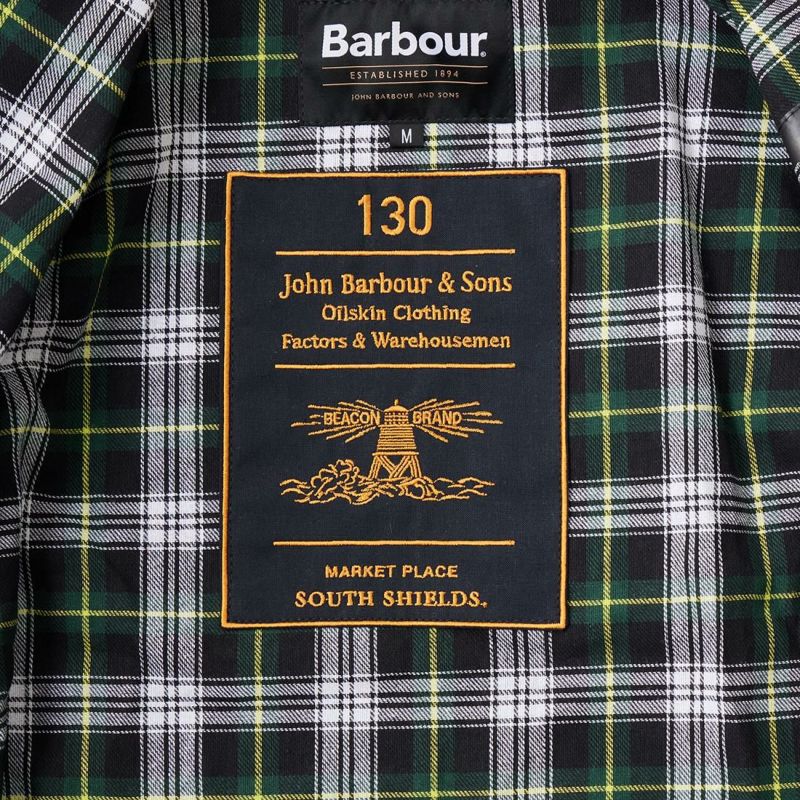 Barbour®
ESTABLISHED 1894
JOHN BARBOUR AND SONS
M
130
John Barbour & Sons
Oilskin Clothing
Factors & Warehousemen
BEACON BRAND
MARKET PLACE
SOUTH SHIELDS.